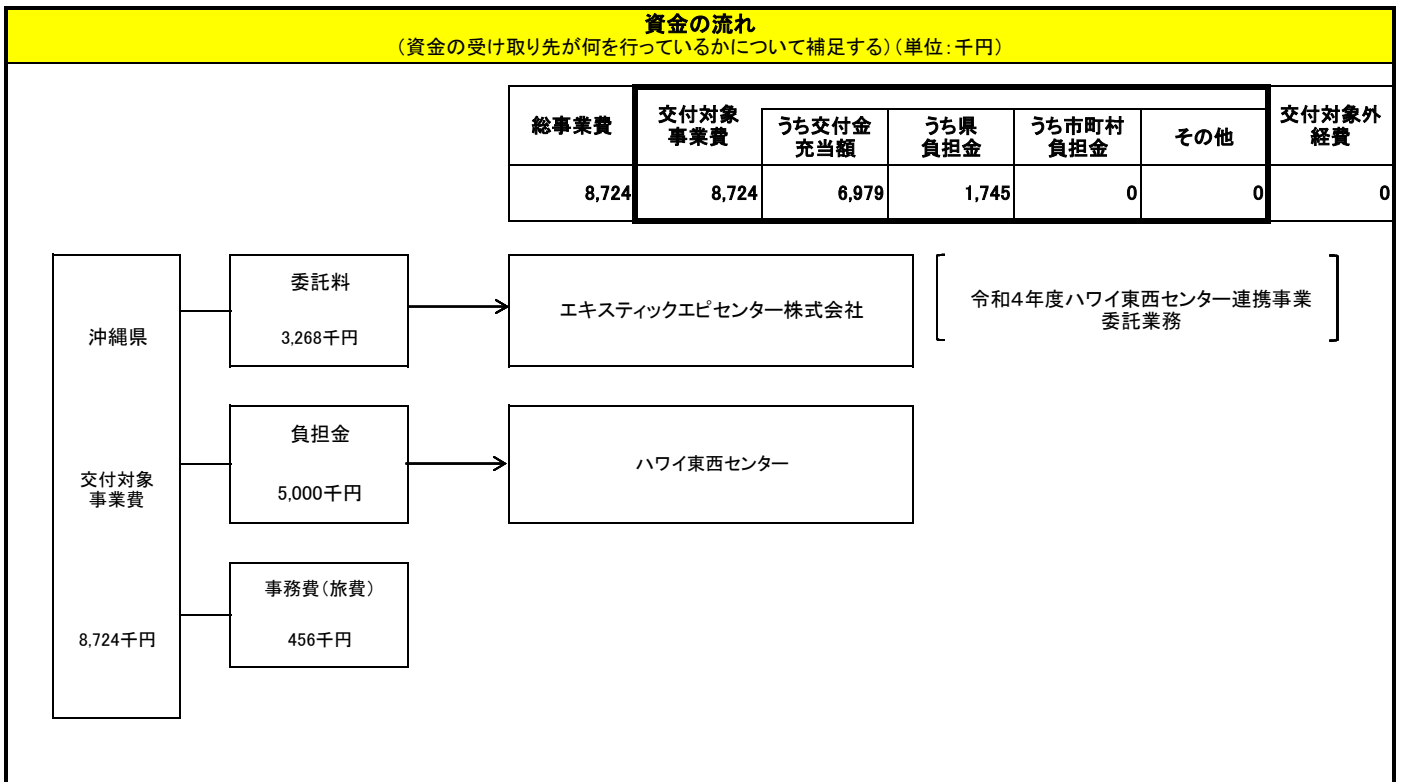 資金の流れ
（資金の受け取り先が何を行っているかについて補足する）（単位：千円）
総事業費
交付対象
事業費
うち交付金
充当額
うち県
負担金
うち市町村
負担金
その他
交付対象外
経費
8,724
8,724
6,979
1,745
0
0
0
沖縄県
交付対象
事業費
8,724千円
委託料
3,268千円
エキスティックエピセンター株式会社
令和４年度ハワイ東西センター連携事業
委託業務
負担金
5,000千円
ハワイ東西センター
事務費（旅費）
456千円